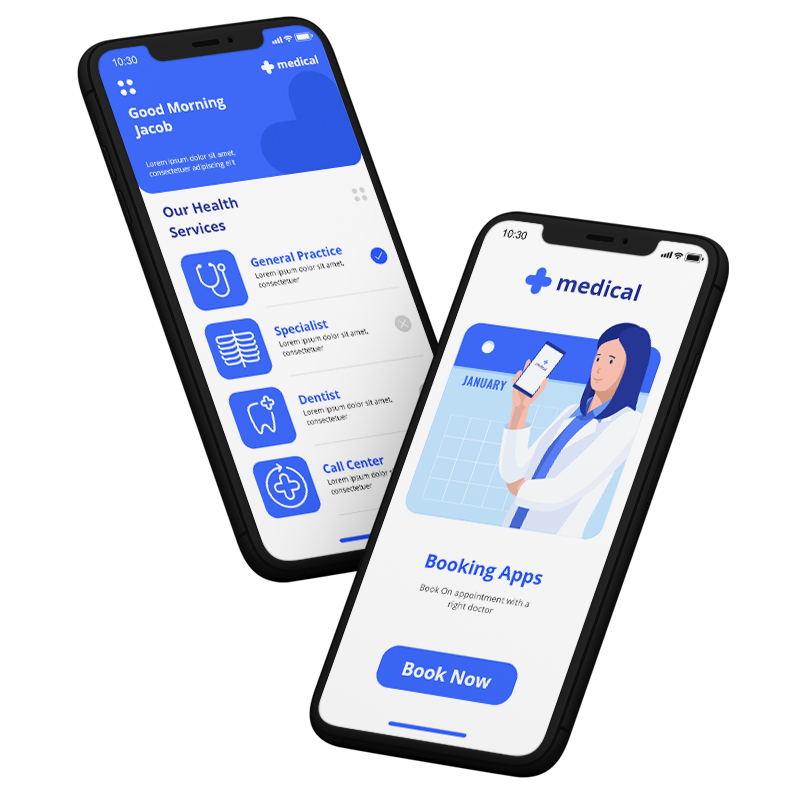 10:30
medical
Good Morning
Jacob
Lorem ipsum dolor sit amet,
consectetuer adipiscing elit
Our Health
Services
General Practice
Lorem ipsum dolor sit amet,
consectetuer
Specialist
Lorem ipsum dolor sit amet,
consectetuer
Dentist
Lorem ipsum dolor sit amet,
consectetuer
Call Center
Lorem ipsum dolor
consectetuer
10:30
medical
JANUARY
medical
Booking Apps
Book On appointment with a
right doctor
Book Now